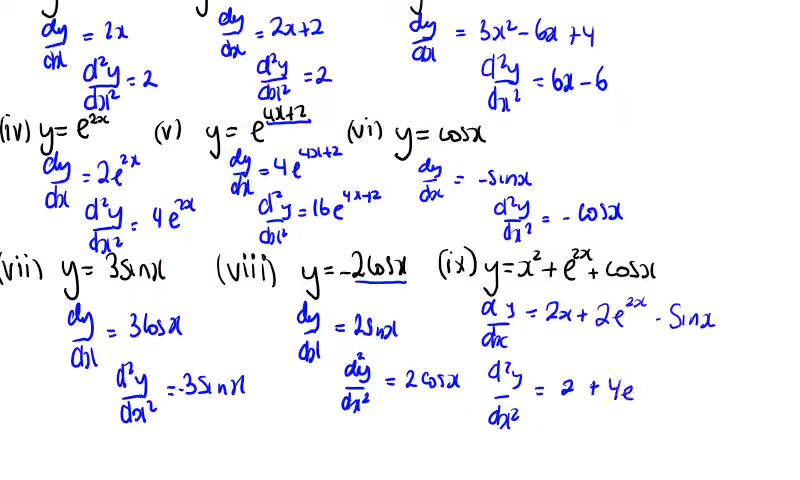 dy/dx = 2x    dy/dx = 2x+2    dy/dx = 3x² - 6x + 4
d²y/dx² = 2    d²y/dx² = 2    d²y/dx² = 6x - 6
(iv) y = e^2x    (v) y = e^4x+2    (vi) y = cosx
dy/dx = 2e^2x    dy/dx = 4e^4x+2    dy/dx = -sinx
d²y/dx² = 4e^2x    d²y/dx² = 16e^4x+2    d²y/dx² = -cosx
(vii) y = 3sinx    (viii) y = -2cosx    (ix) y = x² + e^2x + cosx
dy/dx = 3cosx    dy/dx = 2sinx    dy/dx = 2x + 2e^2x - sinx
d²y/dx² = -3sinx    d²y/dx² = 2cosx    d²y/dx² = 2 + 4e